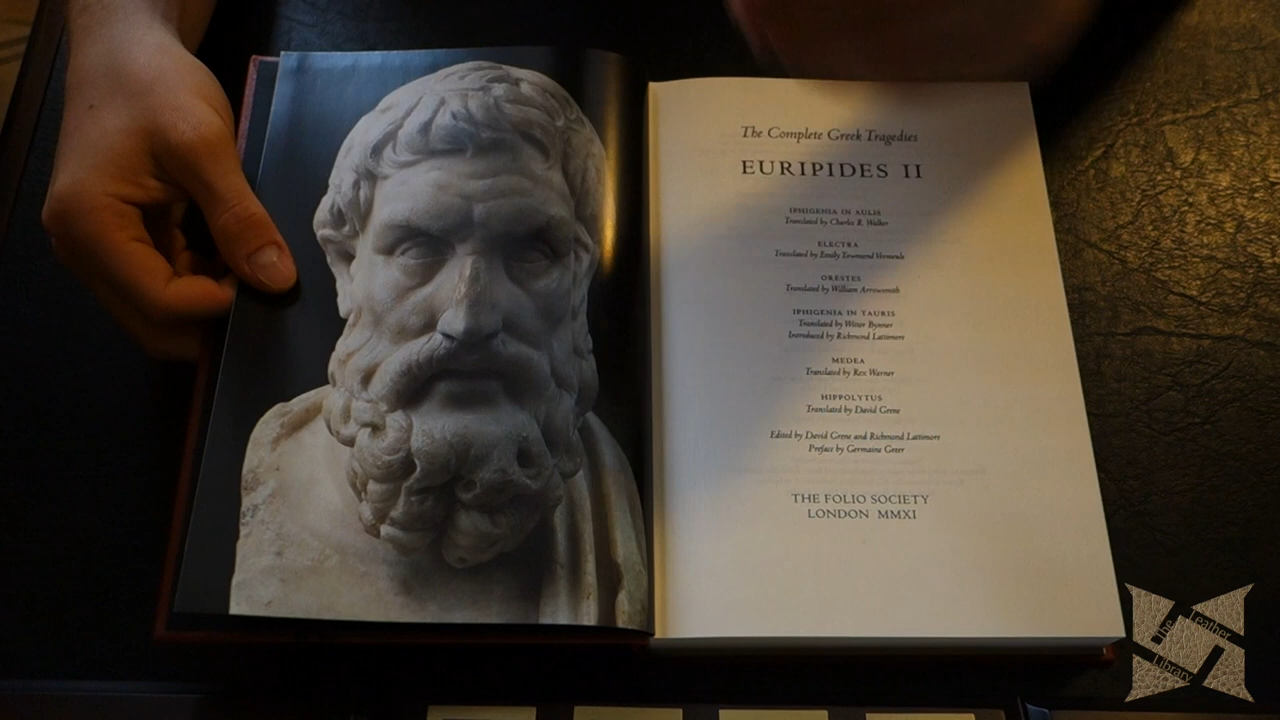 The Complete Greek Tragedies
EURIPIDES II
IPHIGENIA IN AULIS
Translated by Charles R. Walker
ELECTRA
Translated by Emily Townsend Vermeule
ORESTES
Translated by William Arrowsmith
IPHIGENIA IN TAURIS
Translated by Witter Bynner
Introduced by Richmond Lattimore
MEDEA
Translated by Rex Warner
HIPPOLYTUS
Translated by David Grene
Edited by David Grene and Richmond Lattimore
Preface by Germaine Greer
THE FOLIO SOCIETY
LONDON MMXI
The Leather
Library